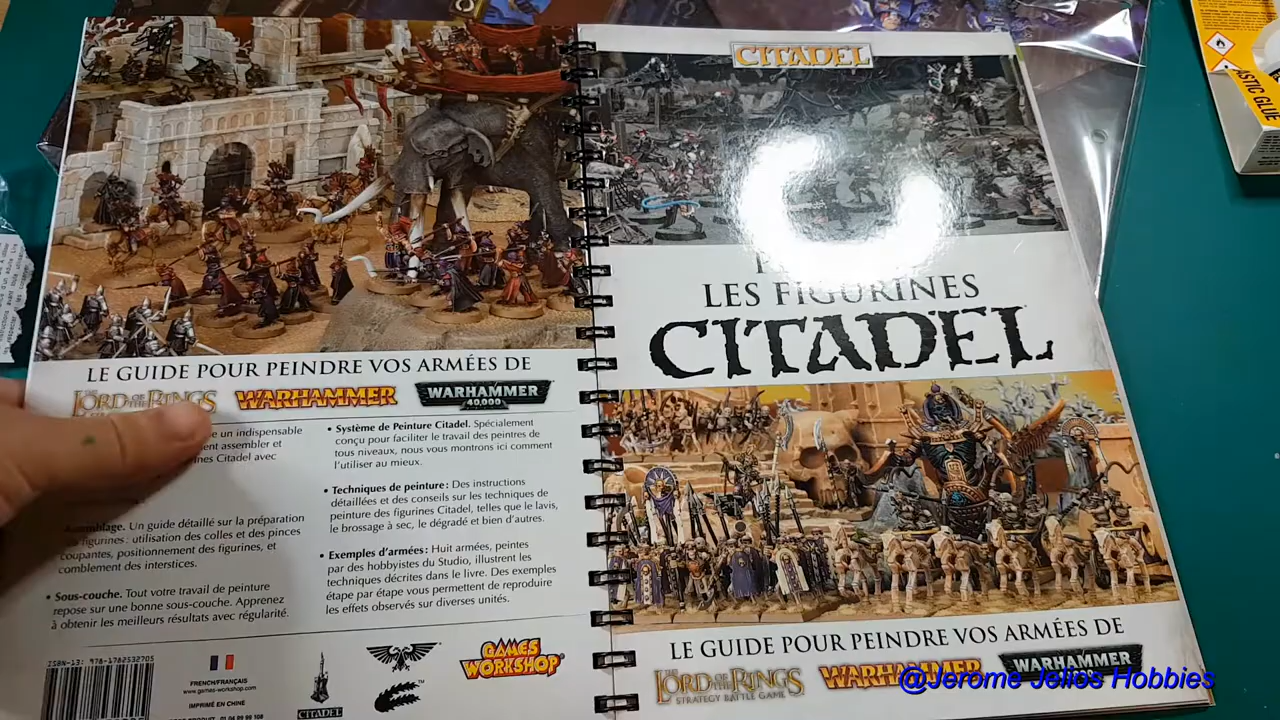 LE GUIDE POUR PEINDRE VOS ARMÉES DE
WARHAMMER
WARHAMMER
40,000
e un indispensable
ent assembler et
nes Citadel avec
Assemblage. Un guide détaillé sur la préparation
figurines : utilisation des colles et des pinces
coupantes, positionnement des figurines, et
comblement des interstices.
• Sous-couche. Tout votre travail de peinture
repose sur une bonne sous-couche. Apprenez
à obtenir les meilleurs résultats avec régularité.
• Système de Peinture Citadel. Spécialement
conçu pour faciliter le travail des peintres de
tous niveaux, nous vous montrons ici comment
l'utiliser au mieux.
• Techniques de peinture : Des instructions
détaillées et des conseils sur les techniques de
peinture des figurines Citadel, telles que le lavis,
le brossage à sec, le dégradé et bien d'autres.
• Exemples d'armées : Huit armées, peintes
par des hobbyistes du Studio, illustrent les
techniques décrites dans le livre. Des exemples
étape par étape vous permettent de reproduire
les effets observés sur diverses unités.
ISBN-13: 978-1782532705
FRENCH/FRANÇAIS
www.games-workshop.com
IMPRIMÉ EN CHINE
CITADEL
GAMES
WORKSHOP
CITADEL
LES FIGURINES
CITADEL
LE GUIDE POUR PEINDRE VOS ARMÉES DE
THE LORD OF THE RINGS
STRATEGY BATTLE GAME
WARHAMMER
WARHAMMER
@Jerome Jelios Hobbies
ASTIC GLUE